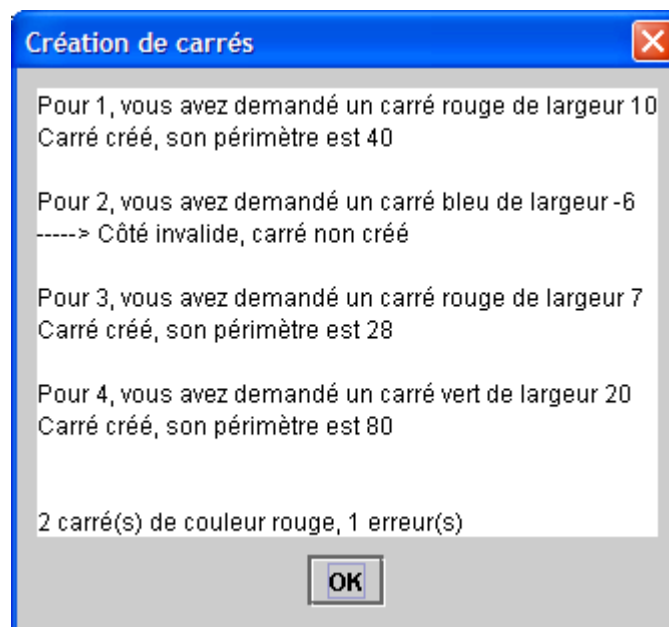 Création de carrés
Pour 1, vous avez demandé un carré rouge de largeur 10
Carré créé, son périmètre est 40
Pour 2, vous avez demandé un carré bleu de largeur -6
-----> Côté invalide, carré non créé
Pour 3, vous avez demandé un carré rouge de largeur 7
Carré créé, son périmètre est 28
Pour 4, vous avez demandé un carré vert de largeur 20
Carré créé, son périmètre est 80
2 carré(s) de couleur rouge, 1 erreur(s)
OK